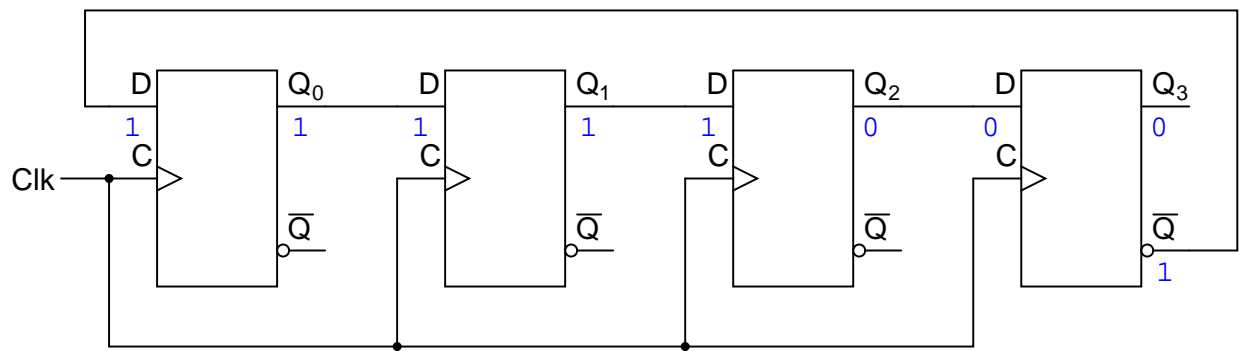 D Q₀ D Q₁ D Q₂ D Q₃
1 1 1 1 1 0 0 0
C C C C
Clk
Q̅ Q̅ Q̅ Q̅
1